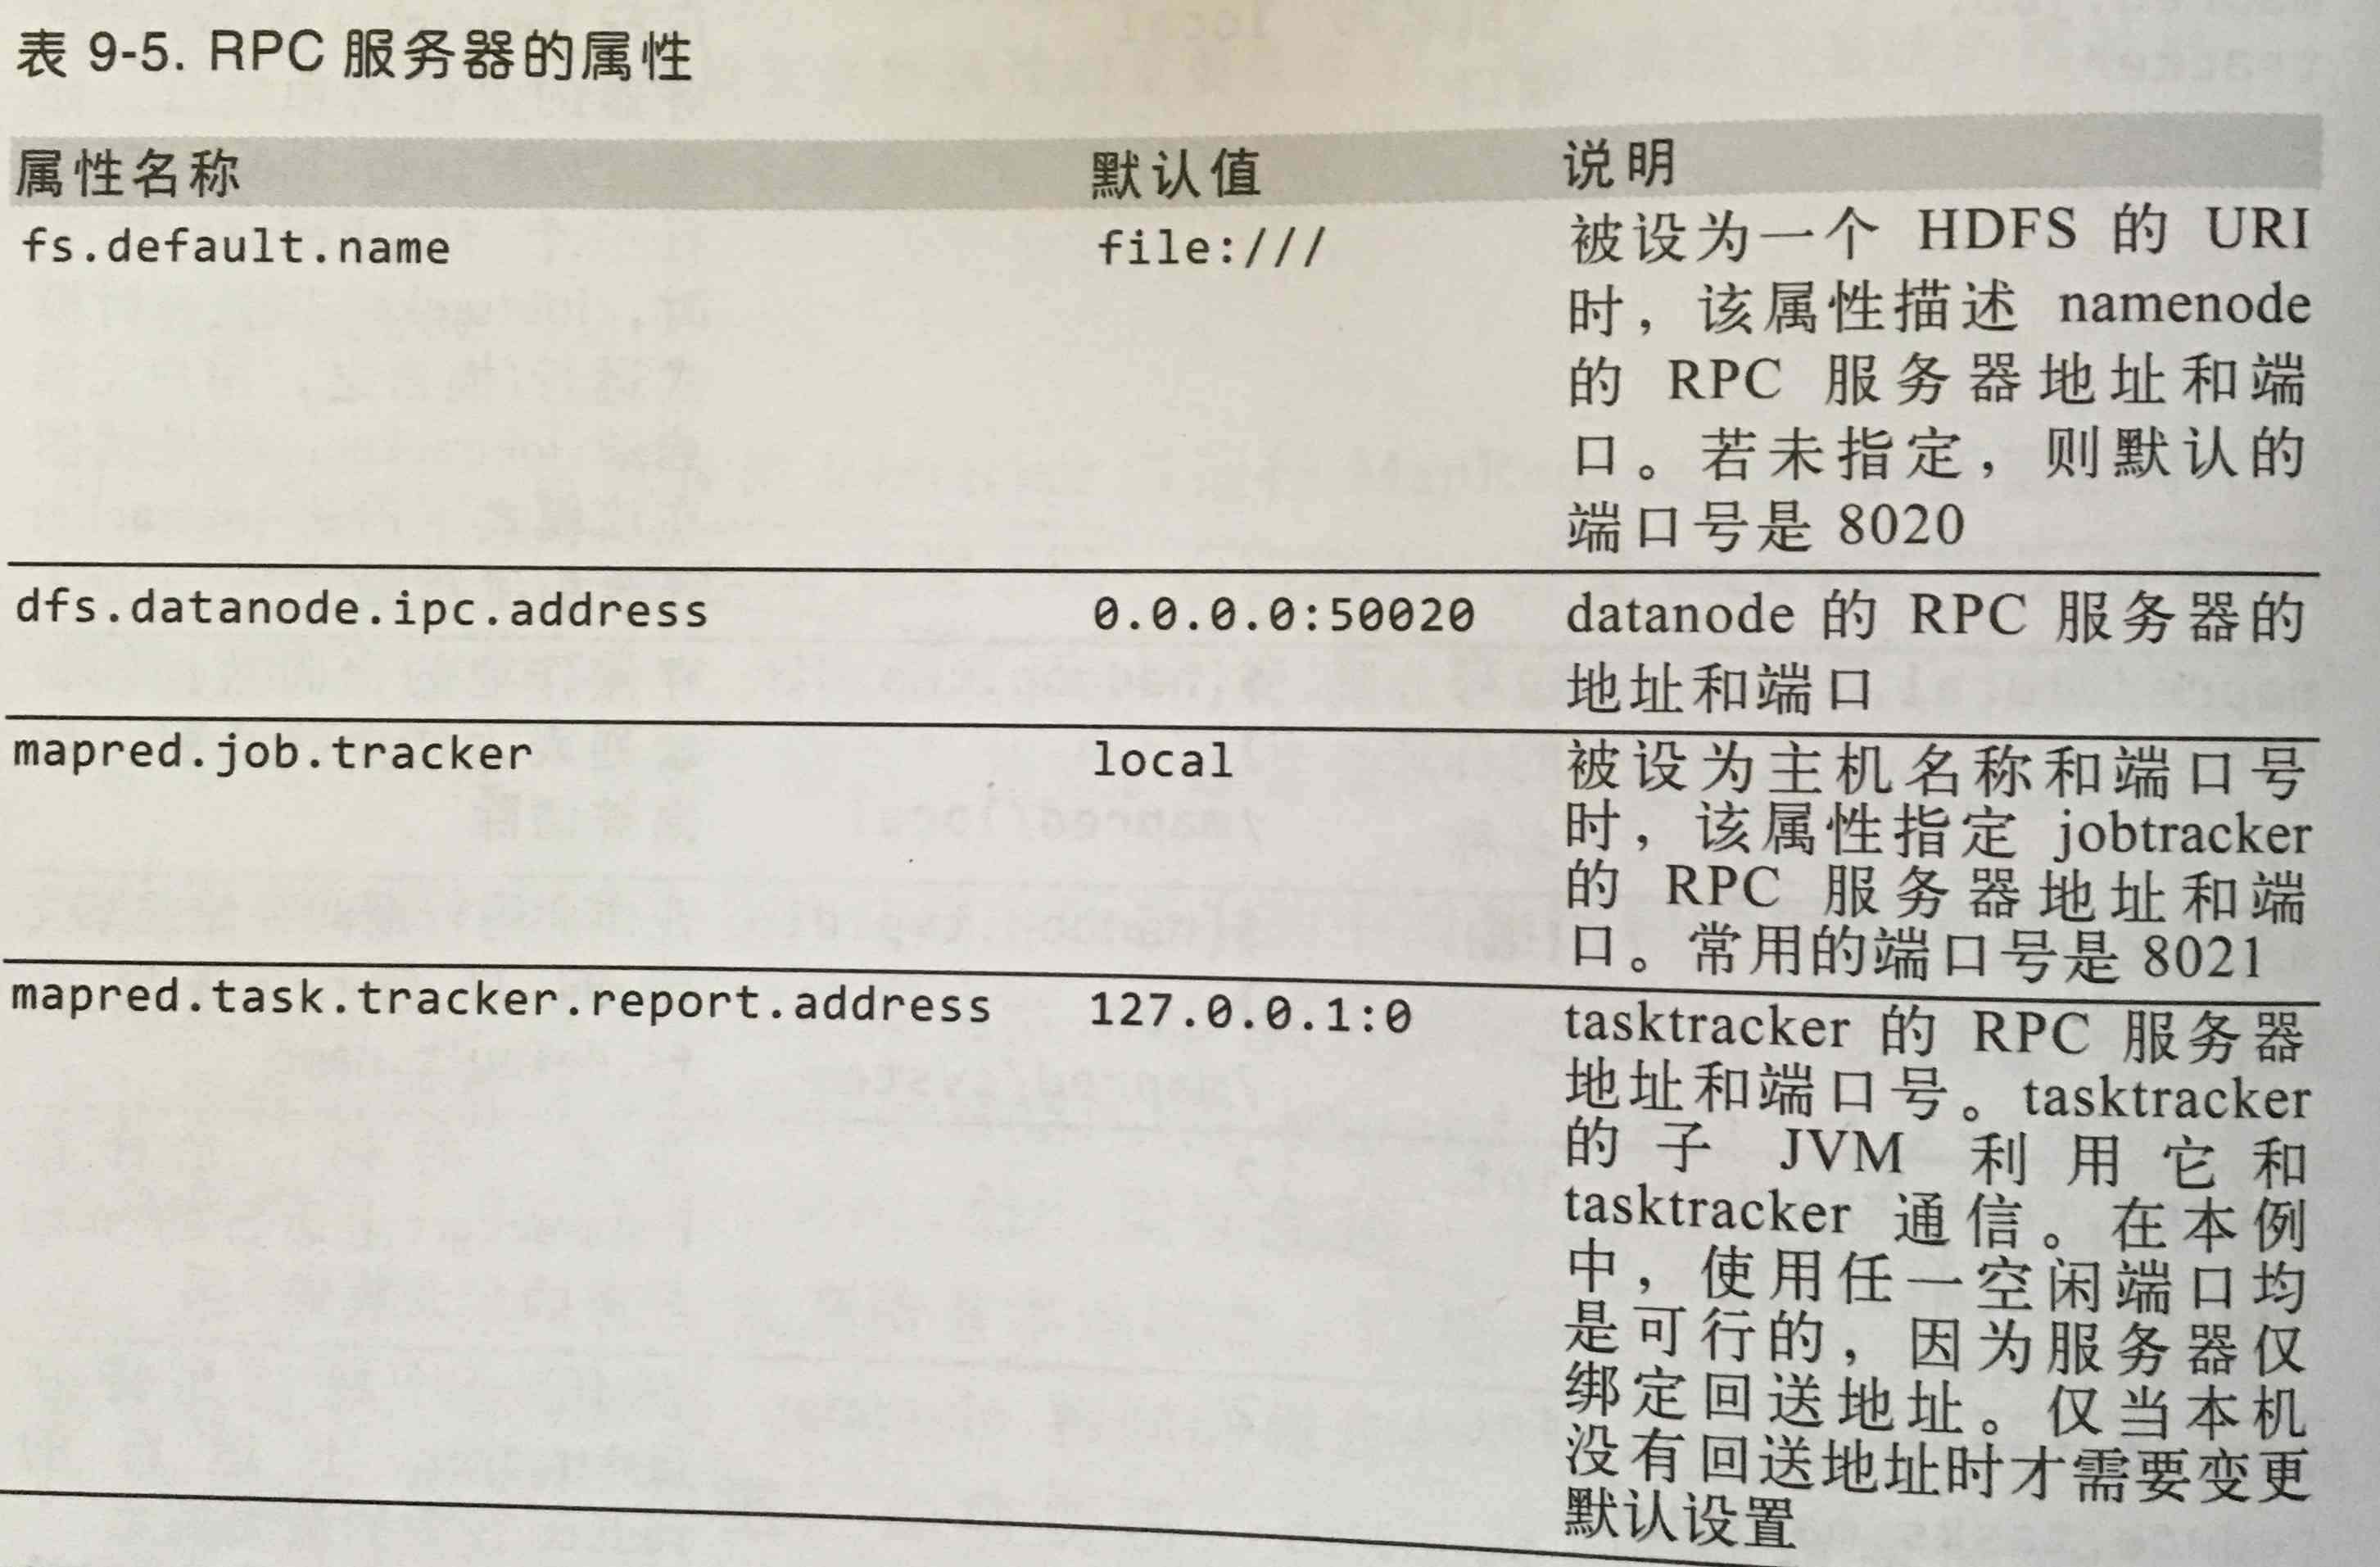 表 9-5. RPC 服务器的属性
属性名称 默认值 说明
fs.default.name file:/// 被设为一个 HDFS 的 URI
时，该属性描述 namenode
的 RPC 服务器地址和端
口。若未指定，则默认的
端口号是 8020
dfs.datanode.ipc.address 0.0.0.0:50020 datanode 的 RPC 服务器的
地址和端口
mapred.job.tracker local 被设为主机名称和端口号
时，该属性指定 jobtracker
的 RPC 服务器地址和端
口。常用的端口号是 8021
mapred.task.tracker.report.address 127.0.0.1:0 tasktracker 的 RPC 服务器
地址和端口号。tasktracker
的子 JVM 利用它和
tasktracker 通信。在本例
中，使用任一空闲端口均
是可行的，因为服务器仅
绑定回送地址。仅当本机
没有回送地址时才需要变更
默认设置